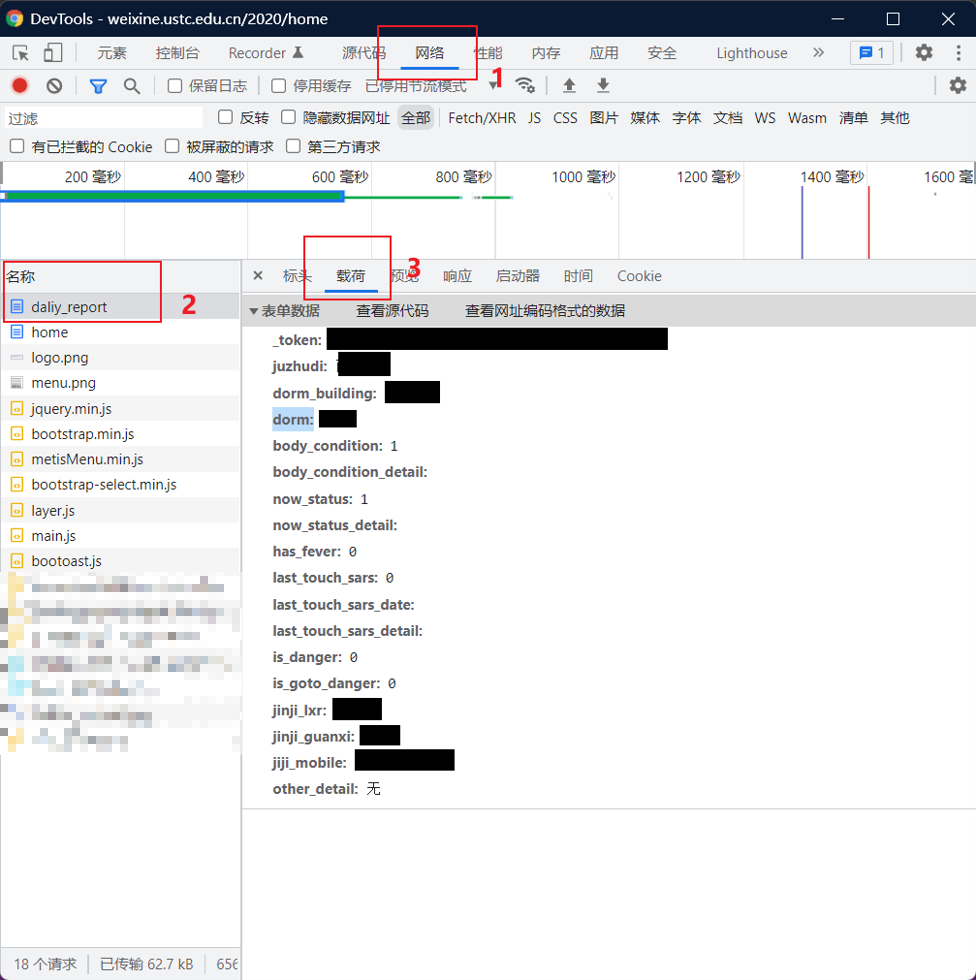 DevTools - weixine.ustc.edu.cn/2020/home
元素 控制台 Recorder 源代码 网络 性能 内存 应用 安全 Lighthouse » 1
1
保留日志 停用缓存 已停用节流模式
过滤 反转 隐藏数据网址 全部 Fetch/XHR JS CSS 图片 媒体 字体 文档 WS Wasm 清单 其他
有已拦截的 Cookie 被屏蔽的请求 第三方请求
200 毫秒 400 毫秒 600 毫秒 800 毫秒 1000 毫秒 1200 毫秒 1400 毫秒 1600 毫
名称
2
daliy_report
home
logo.png
menu.png
jquery.min.js
bootstrap.min.js
metisMenu.min.js
bootstrap-select.min.js
layer.js
main.js
bootoast.js
标头 载荷 预览 响应 启动器 时间 Cookie
3
表单数据 查看源代码 查看网址编码格式的数据
_token:
juzhudi:
dorm_building:
dorm:
body_condition: 1
body_condition_detail:
now_status: 1
now_status_detail:
has_fever: 0
last_touch_sars: 0
last_touch_sars_date:
last_touch_sars_detail:
is_danger: 0
is_goto_danger: 0
jinji_lxr:
jinji_guanxi:
jiji_mobile:
other_detail: 无
18 个请求 已传输 62.7 kB 656